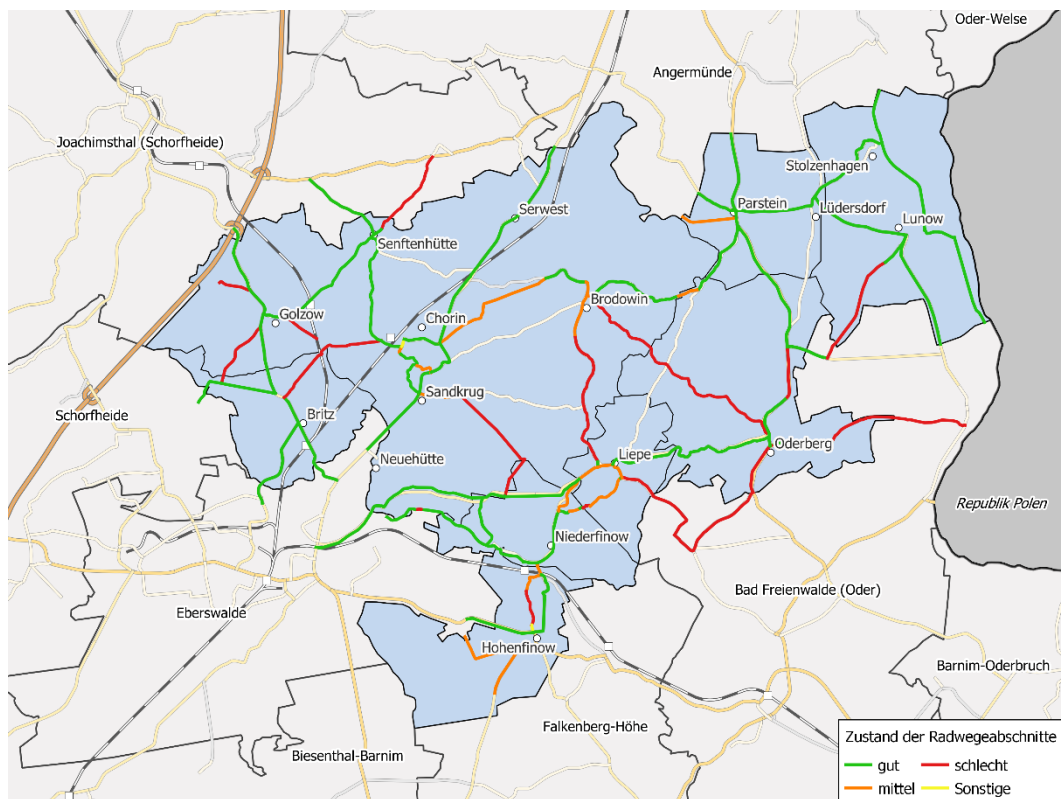 Oder-Welse
Angermünde
Joachimsthal (Schorfheide)
Stolzenhagen
Parstein
Lüdersdorf
Serwest
Lunow
Senftenhütte
Brodowin
Golzow
Chorin
Sandkrug
Schorfheide
Britz
Oderberg
Liepe
Neuehütte
Republik Polen
Niederfinow
Bad Freienwalde (Oder)
Eberswalde
Hohenfinow
Barnim-Oderbruch
Falkenberg-Höhe
Biesenthal-Barnim
Zustand der Radwegeabschnitte
gut
schlecht
mittel
Sonstige